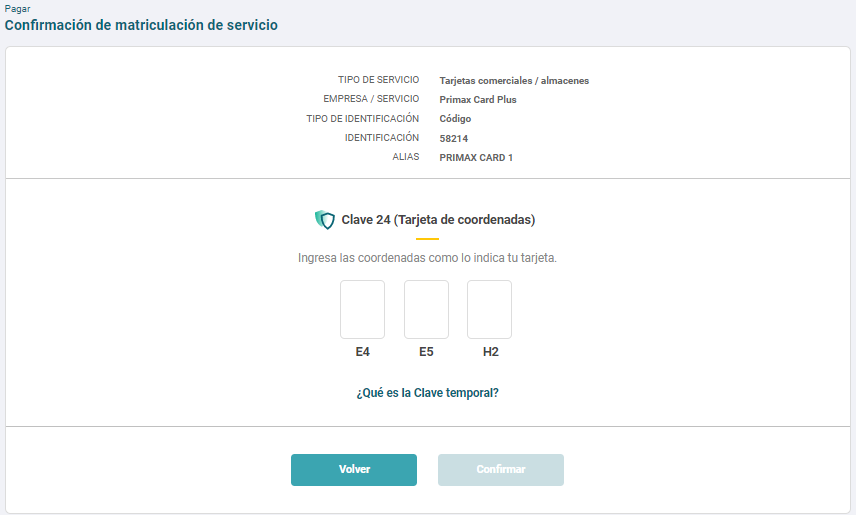 Pagar
Confirmación de matriculación de servicio
TIPO DE SERVICIO Tarjetas comerciales / almacenes
EMPRESA / SERVICIO Primax Card Plus
TIPO DE IDENTIFICACIÓN Código
IDENTIFICACIÓN 58214
ALIAS PRIMAX CARD 1
Clave 24 (Tarjeta de coordenadas)
Ingresa las coordenadas como lo indica tu tarjeta.
E4 E5 H2
¿Qué es la Clave temporal?
Volver Confirmar